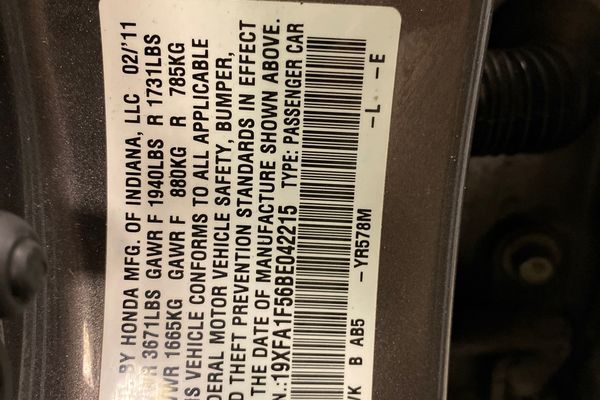 BY HONDA MFG. OF INDIANA, LLC 02/'11
3671LBS GAWR F 1940LBS R 1731LBS
1665KG GAWR F 880KG R 785KG
VEHICLE CONFORMS TO ALL APPLICABLE
MOTOR VEHICLE SAFETY, BUMPER,
THEFT PREVENTION STANDARDS IN EFFECT
THE DATE OF MANUFACTURE SHOWN ABOVE.
19XFA1F56BE042215 TYPE: PASSENGER CAR
B AB5 - YR578M -L -E